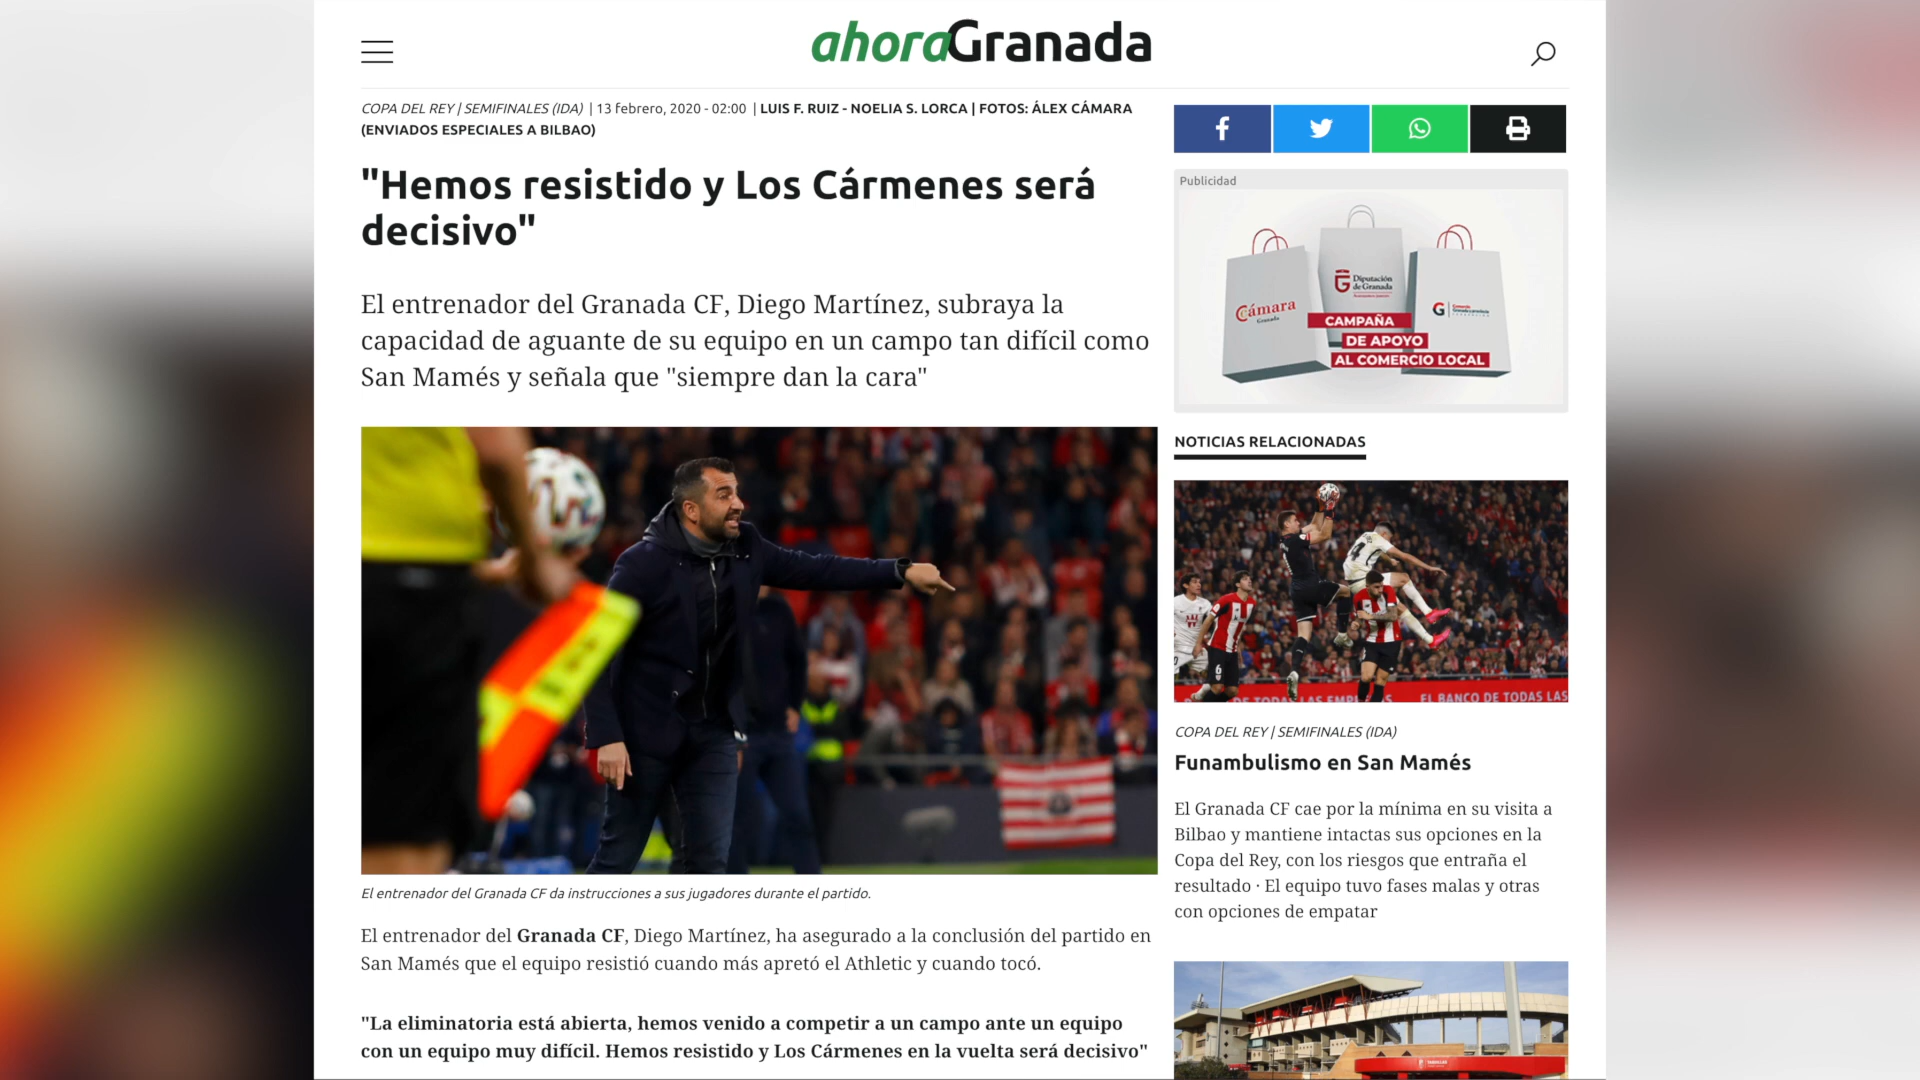 ahoraGranada
COPA DEL REY | SEMIFINALES (IDA) | 13 febrero, 2020 - 02:00 | LUIS F. RUIZ - NOELIA S. LORCA | FOTOS: ÁLEX CÁMARA
(ENVIADOS ESPECIALES A BILBAO)
"Hemos resistido y Los Cármenes será
decisivo"
El entrenador del Granada CF, Diego Martínez, subraya la
capacidad de aguante de su equipo en un campo tan difícil como
San Mamés y señala que "siempre dan la cara"
El entrenador del Granada CF da instrucciones a sus jugadores durante el partido.
El entrenador del Granada CF, Diego Martínez, ha asegurado a la conclusión del partido en
San Mamés que el equipo resistió cuando más apretó el Athletic y cuando tocó.
"La eliminatoria está abierta, hemos venido a competir a un campo ante un equipo
con un equipo muy difícil. Hemos resistido y Los Cármenes en la vuelta será decisivo"
Publicidad
Cámara
Granada
Diputación
de Granada
G
CAMPAÑA
DE APOYO
AL COMERCIO LOCAL
NOTICIAS RELACIONADAS
4
6
DE TODAS LAS EMPRESAS EL BANCO DE TODAS LAS
COPA DEL REY | SEMIFINALES (IDA)
Funambulismo en San Mamés
El Granada CF cae por la mínima en su visita a
Bilbao y mantiene intactas sus opciones en la
Copa del Rey, con los riesgos que entraña el
resultado · El equipo tuvo fases malas y otras
con opciones de empatar